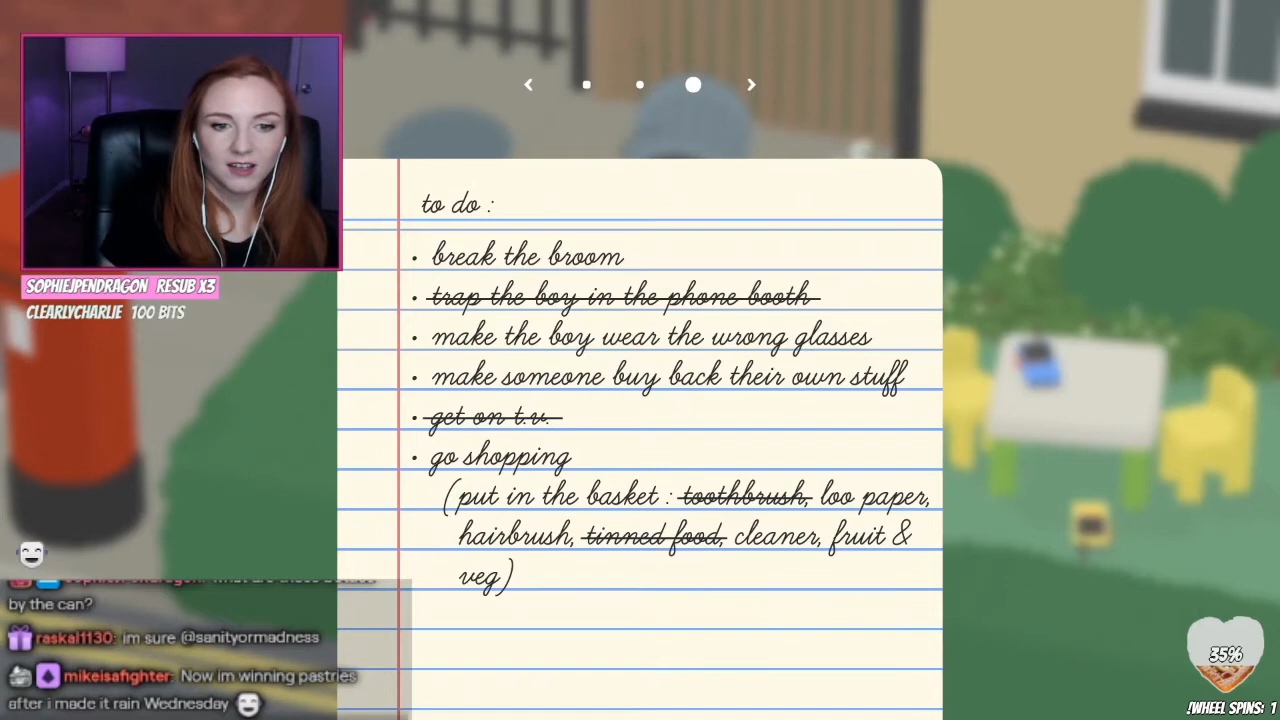 SOPHIEJPENDRAGON RESUB X3
CLEARLYCHARLIE 100 BITS
to do :
• break the broom
• trap the boy in the phone booth
• make the boy wear the wrong glasses
• make someone buy back their own stuff
• get on t.v.
• go shopping
(put in the basket : toothbrush, loo paper,
hairbrush, tinned food, cleaner, fruit &
veg)
by the can?
raskal1130: im sure @sanityormadness
mikeisafighter: Now im winning pastries
after i made it rain Wednesday
35%
!WHEEL SPINS: 1